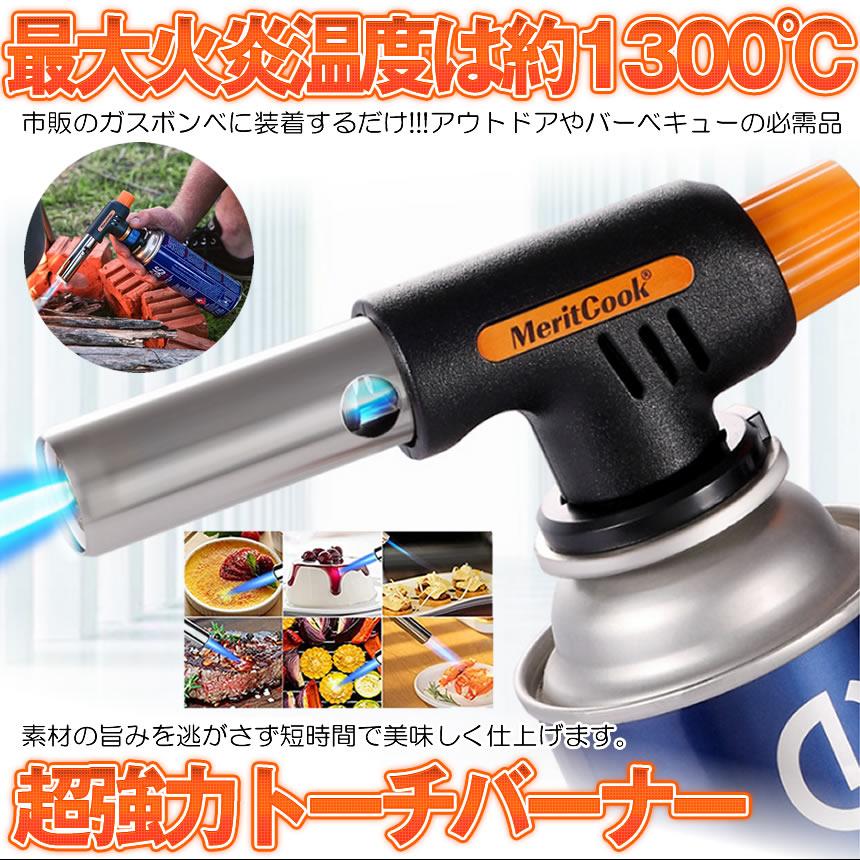 最大火炎温度は約1300℃
市販のガスボンベに装着するだけ!!!アウトドアやバーベキューの必需品
MeritCook®
素材の旨みを逃がさず短時間で美味しく仕上げます。
超強力トーチバーナー